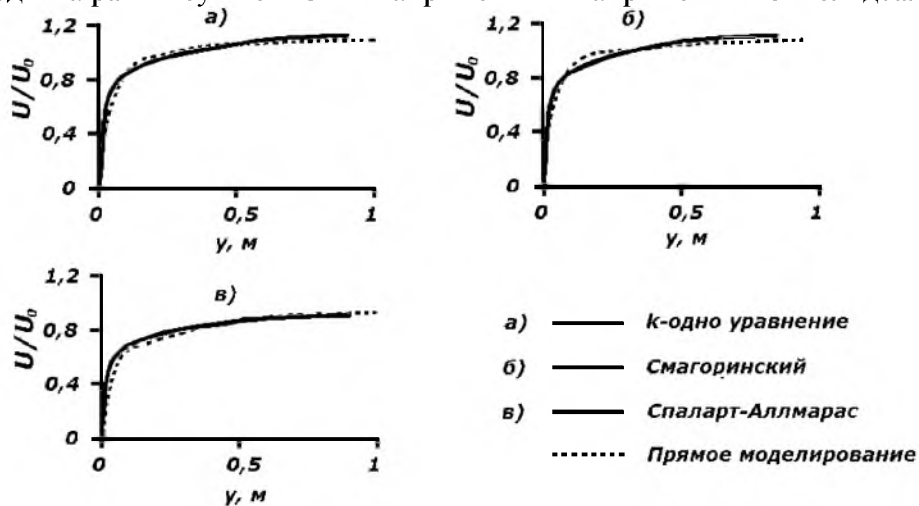 а)
1,2
0,8
0,4
0
U/U₀
0
0,5
1
у, м
б)
1,2
0,8
0,4
0
U/U₀
0
0,5
1
у, м
в)
1,2
0,8
0,4
0
U/U₀
0
0,5
1
у, м
а) k-одно уравнение
б) Смагоринский
в) Спаларт-Аллмарас
Прямое моделирование